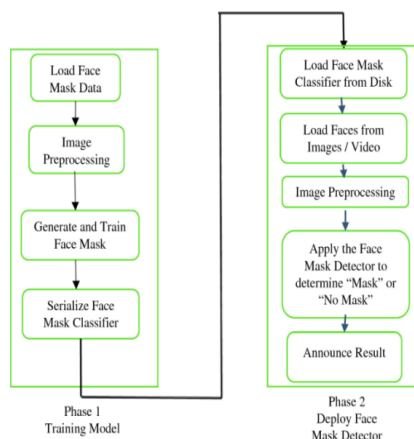 Load Face
Mask Data
Image
Preprocessing
Generate and Train
Face Mask
Serialize Face
Mask Classifier
Phase 1
Training Model
Load Face Mask
Classifier from Disk
Load Faces from
Images / Video
Image Preprocessing
Apply the Face
Mask Detector to
determine “Mask” or
“No Mask”
Announce Result
Phase 2
Deploy Face
Mask Detector